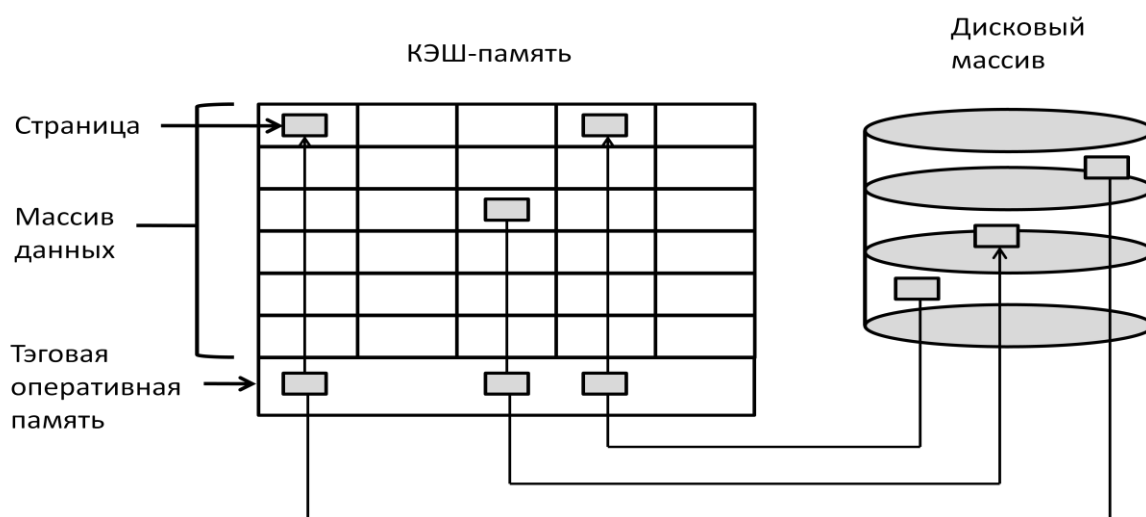 КЭШ-память
Дисковый
массив
Страница
Массив
данных
Тэговая
оперативная
память